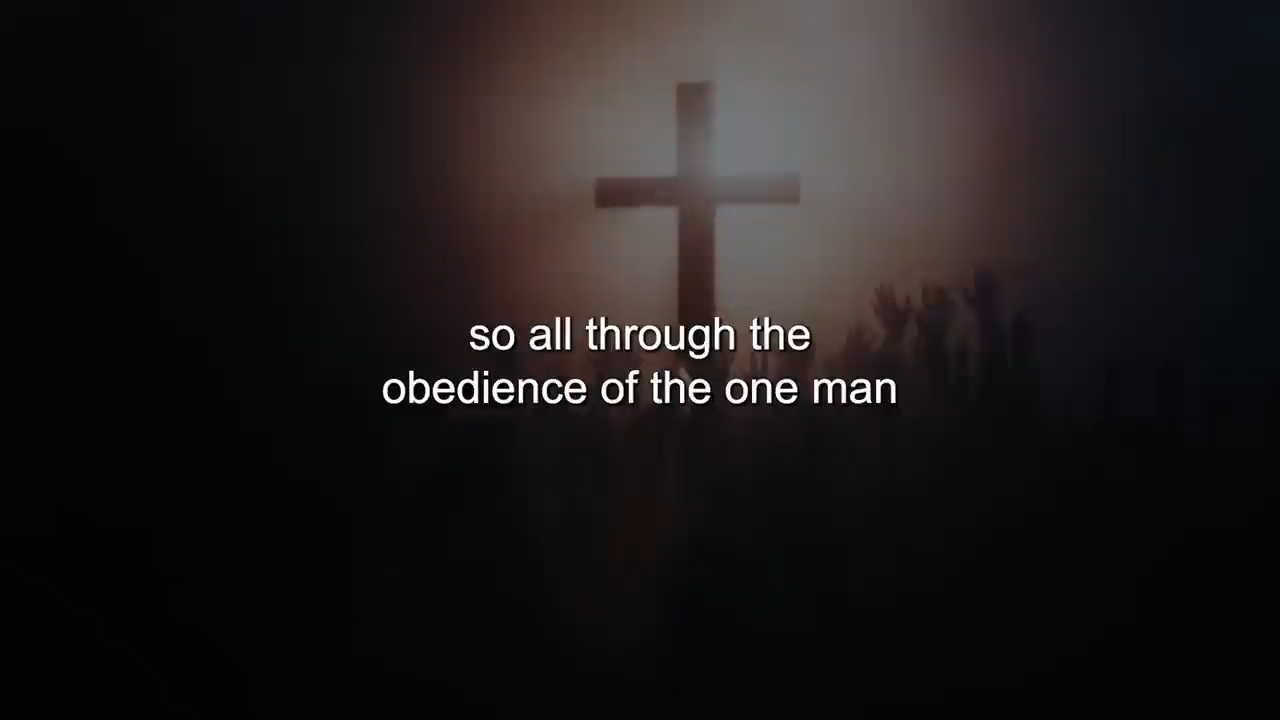 so all through the
obedience of the one man